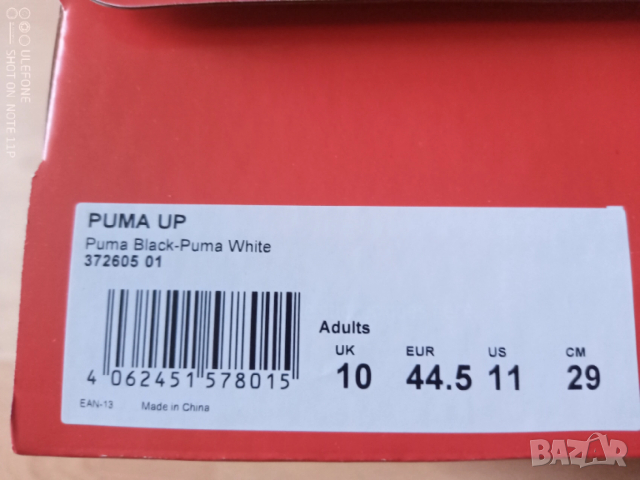 ULEFONE
SHOT ON NOTE 11P
PUMA UP
Puma Black-Puma White
372605 01
Adults
UK EUR US CM
10 44.5 11 29
4 062451 578015
EAN-13 Made in China
BAZAR